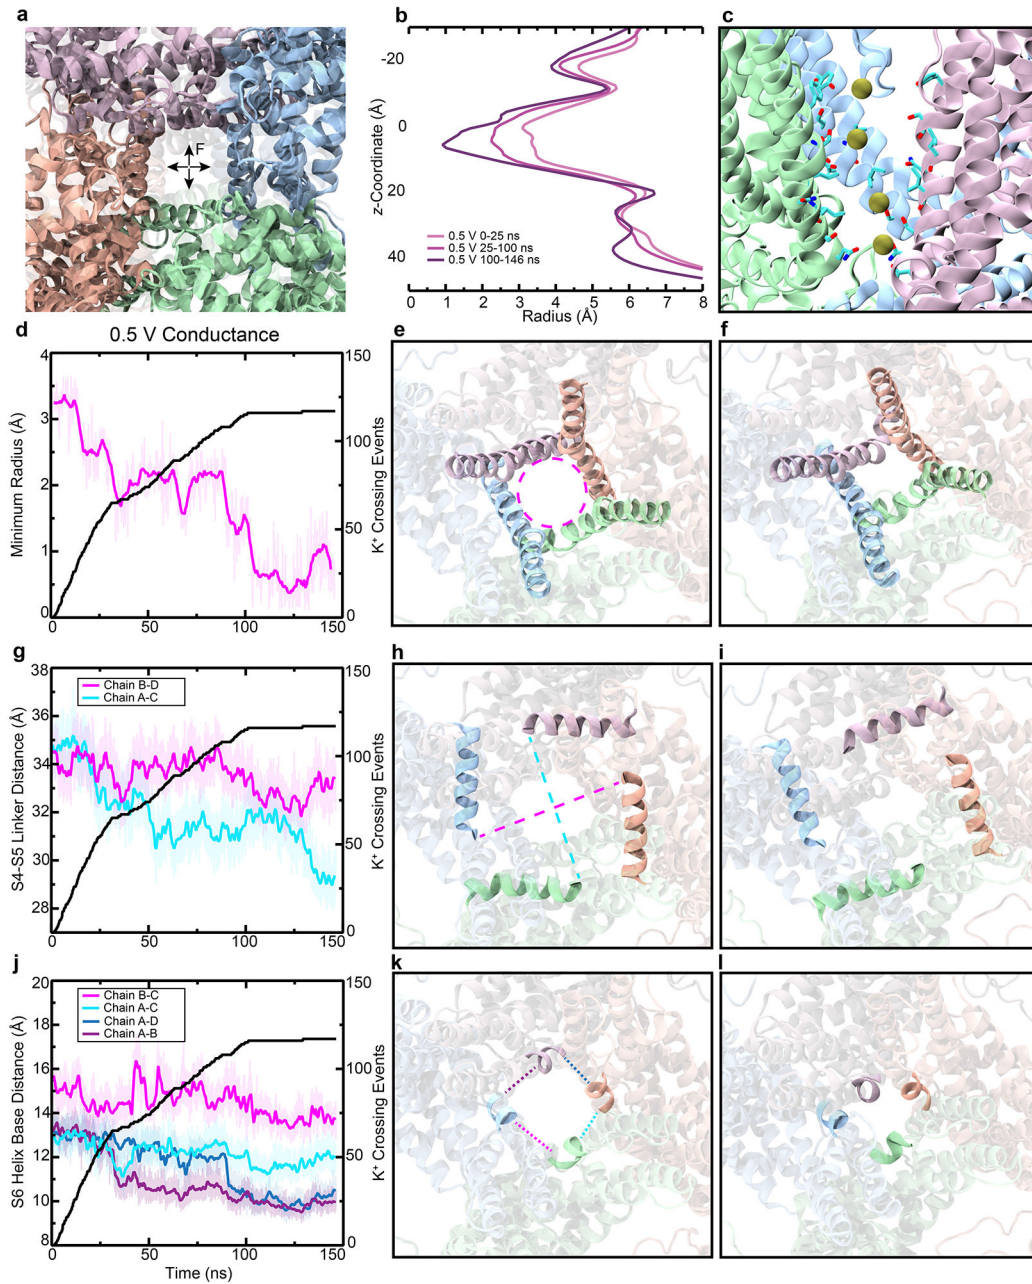 a
F
b
0 1 2 3 4 5 6 7 8
-20
0
20
40
z-Coordinate (Å)
0.5 V 0-25 ns
0.5 V 25-100 ns
0.5 V 100-146 ns
Radius (Å)
c
d
0.5 V Conductance
4
3
2
1
0
Minimum Radius (Å)
150
100
50
0
K+ Crossing Events
0 50 100 150
e
f
g
38
36
34
32
30
28
S4-S5 Linker Distance (Å)
Chain B-D
Chain A-C
150
100
50
0
K+ Crossing Events
0 50 100 150
h
i
j
20
18
16
14
12
10
8
S6 Helix Base Distance (Å)
Chain B-C
Chain A-C
Chain A-D
Chain A-B
150
100
50
0
K+ Crossing Events
0 50 100 150
Time (ns)
k
l